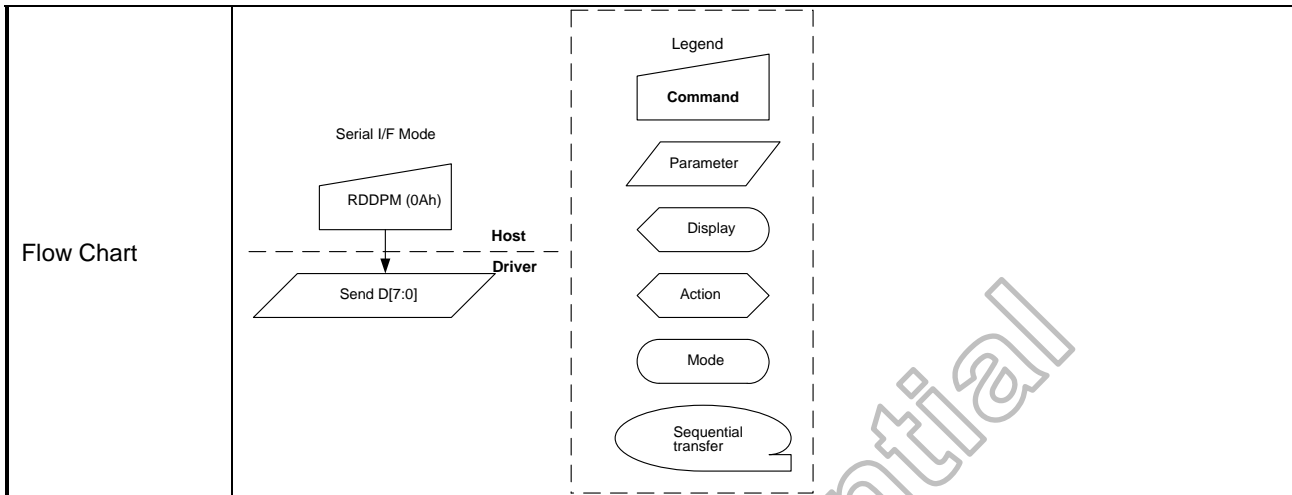 Flow Chart
Serial I/F Mode
RDDPM (0Ah)
Host
Driver
Send D[7:0]
Legend
Command
Parameter
Display
Action
Mode
Sequential
transfer
ntial